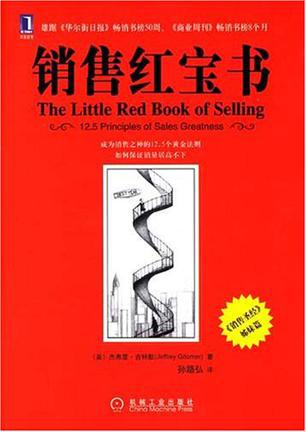 雄踞《华尔街日报》畅销书榜50周、《商业周刊》畅销书榜8个月
销售红宝书
The Little Red Book of Selling
12.5 Principles of Sales Greatness
成为销售之神的12.5个黄金法则
如何保证销量居高不下
《销售圣经》
姊妹篇
（美）杰弗里·吉特默(Jeffrey Gitomer) 著
孙路弘 译
机械工业出版社
China Machine Press